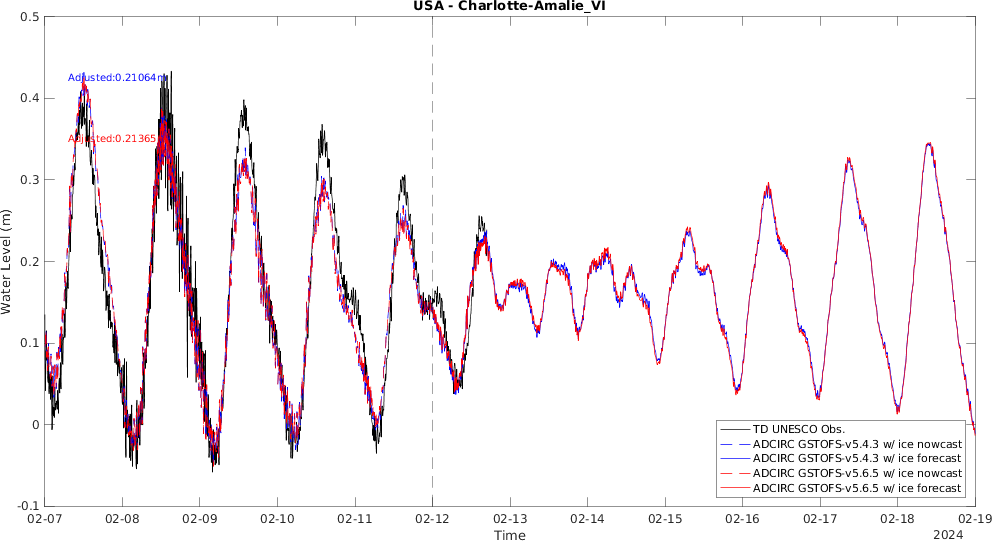 USA - Charlotte-Amalie_VI
0.5
0.4
0.3
0.2
0.1
0
-0.1
Water Level (m)
Adjusted:0.21064m
Adjusted:0.21365
TD UNESCO Obs.
ADCIRC GSTOFS-v5.4.3 w/ ice nowcast
ADCIRC GSTOFS-v5.4.3 w/ ice forecast
ADCIRC GSTOFS-v5.6.5 w/ ice nowcast
ADCIRC GSTOFS-v5.6.5 w/ ice forecast
02-07 02-08 02-09 02-10 02-11 02-12 02-13 02-14 02-15 02-16 02-17 02-18 02-19
Time
2024